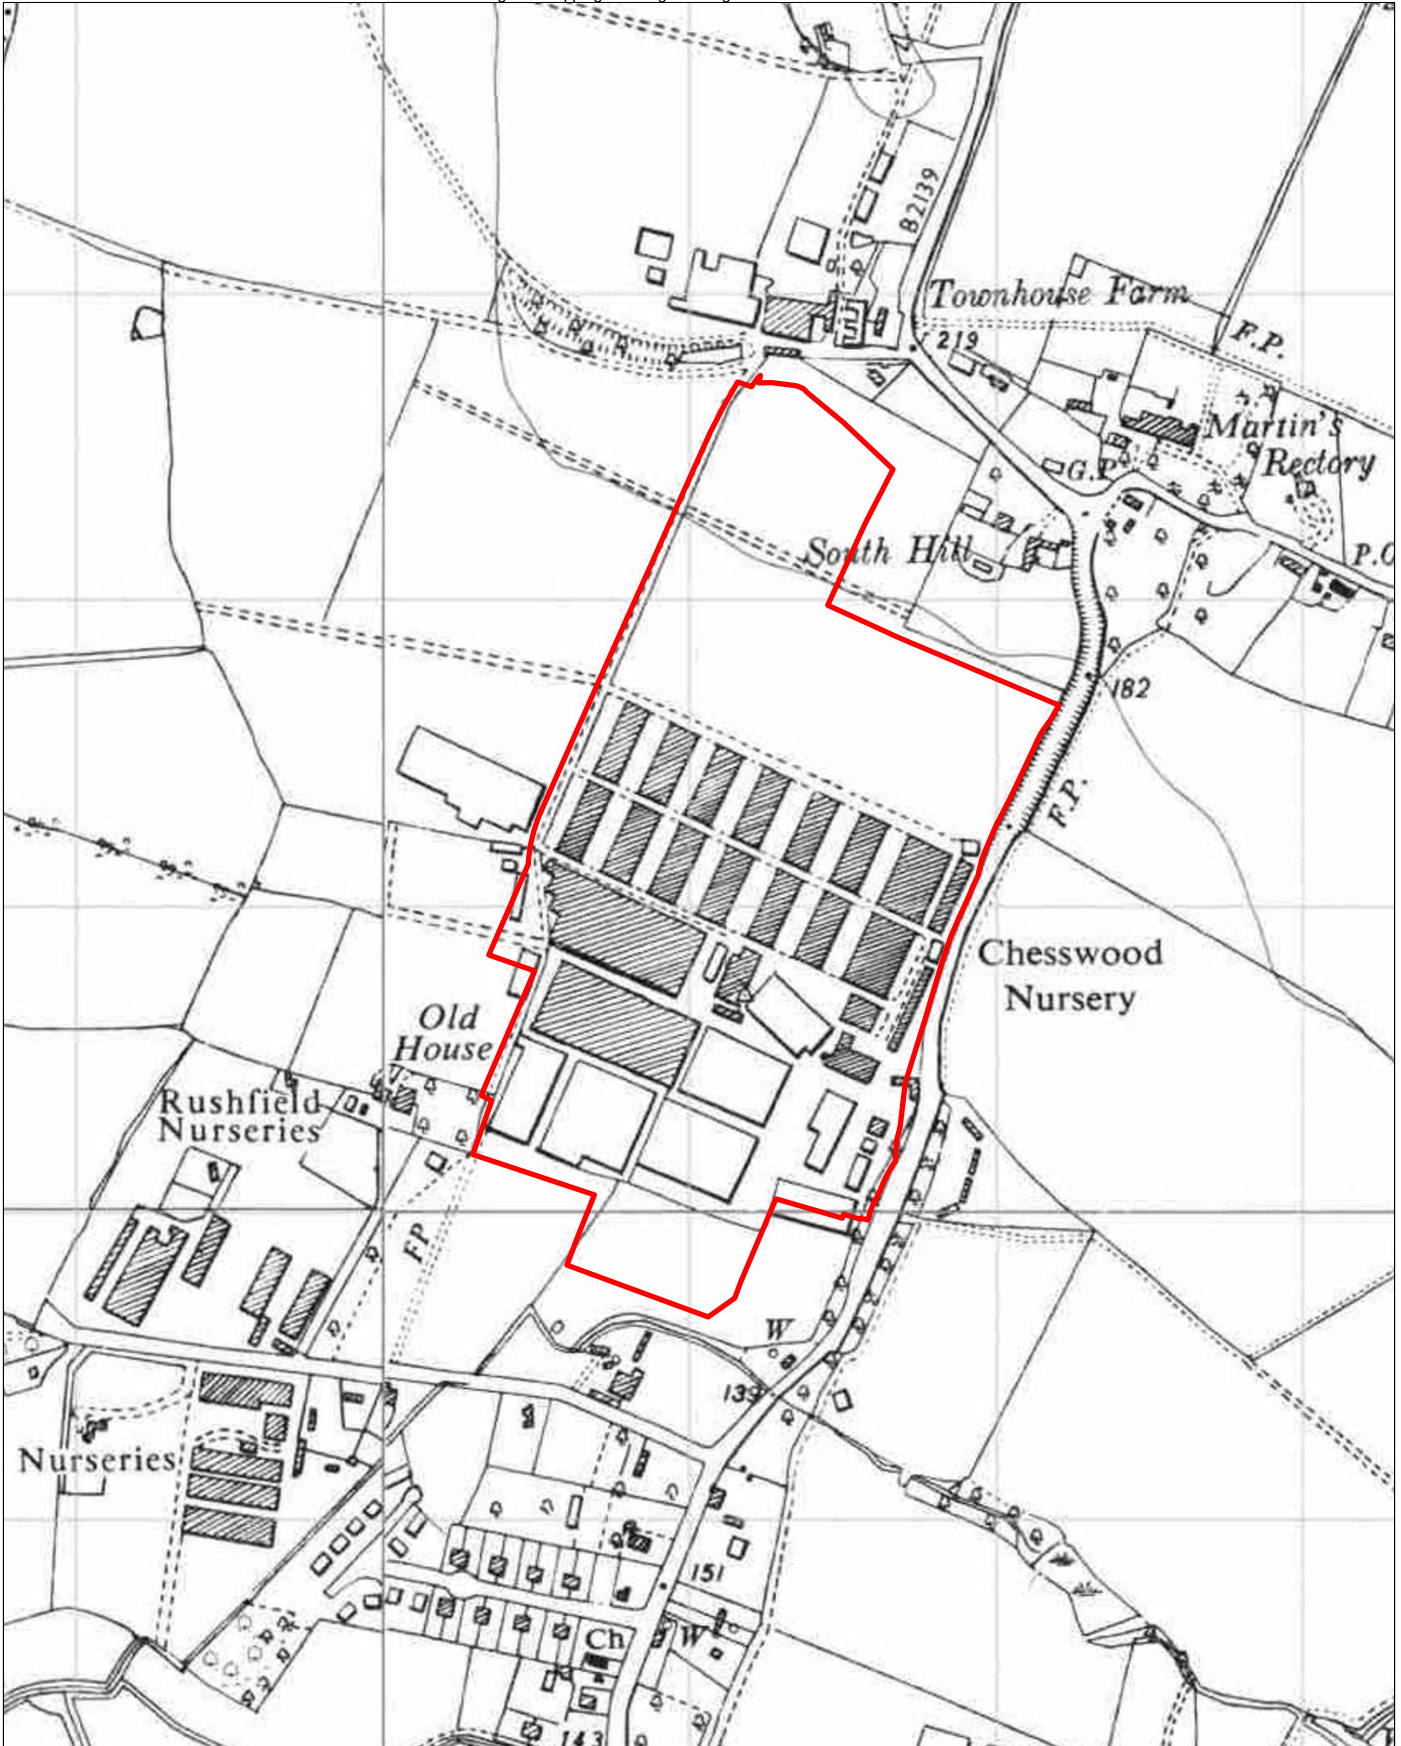 B2139
Townhouse Farm
219
F.P.
Martin's
Rectory
G.P
South Hill
P.O
182
F.P.
Chesswood
Nursery
Old
House
Rushfield
Nurseries
FP
W
139
Nurseries
151
Ch
W
143